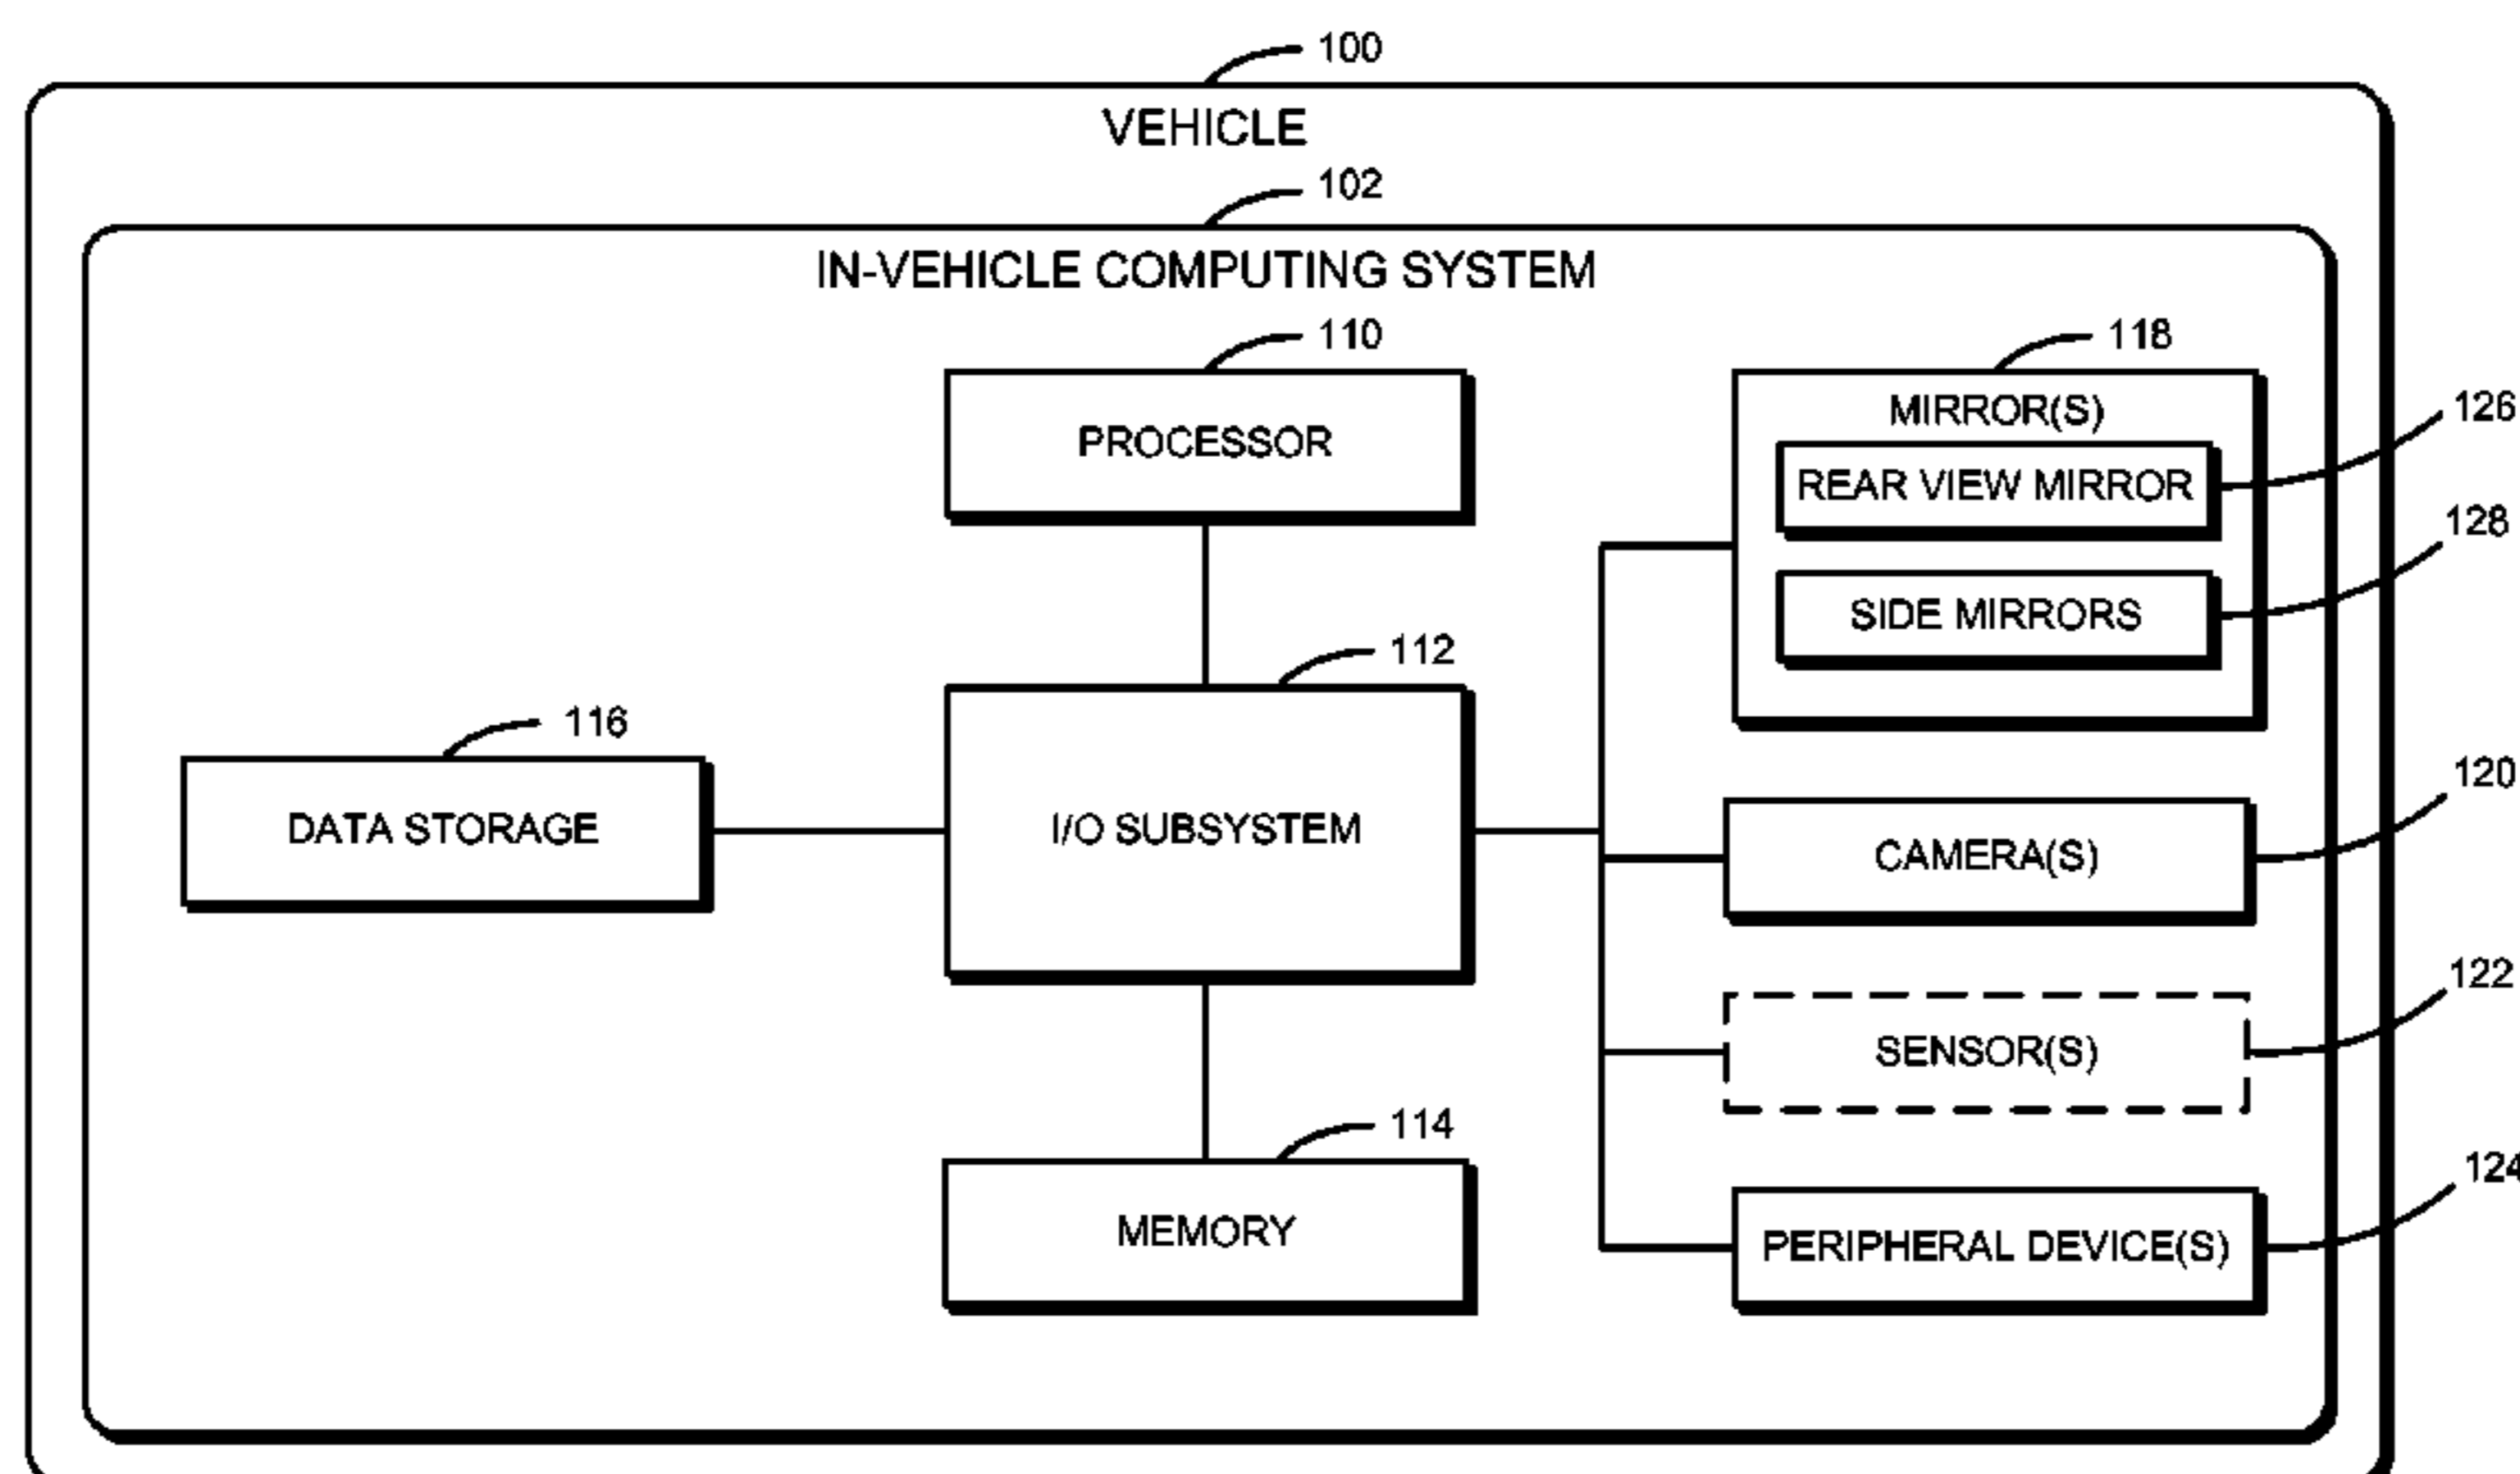 100
VEHICLE
102
IN-VEHICLE COMPUTING SYSTEM
110
118
PROCESSOR
MIRROR(S)
126
REAR VIEW MIRROR
128
SIDE MIRRORS
112
116
DATA STORAGE
I/O SUBSYSTEM
120
CAMERA(S)
122
SENSOR(S)
114
124
MEMORY
PERIPHERAL DEVICE(S)